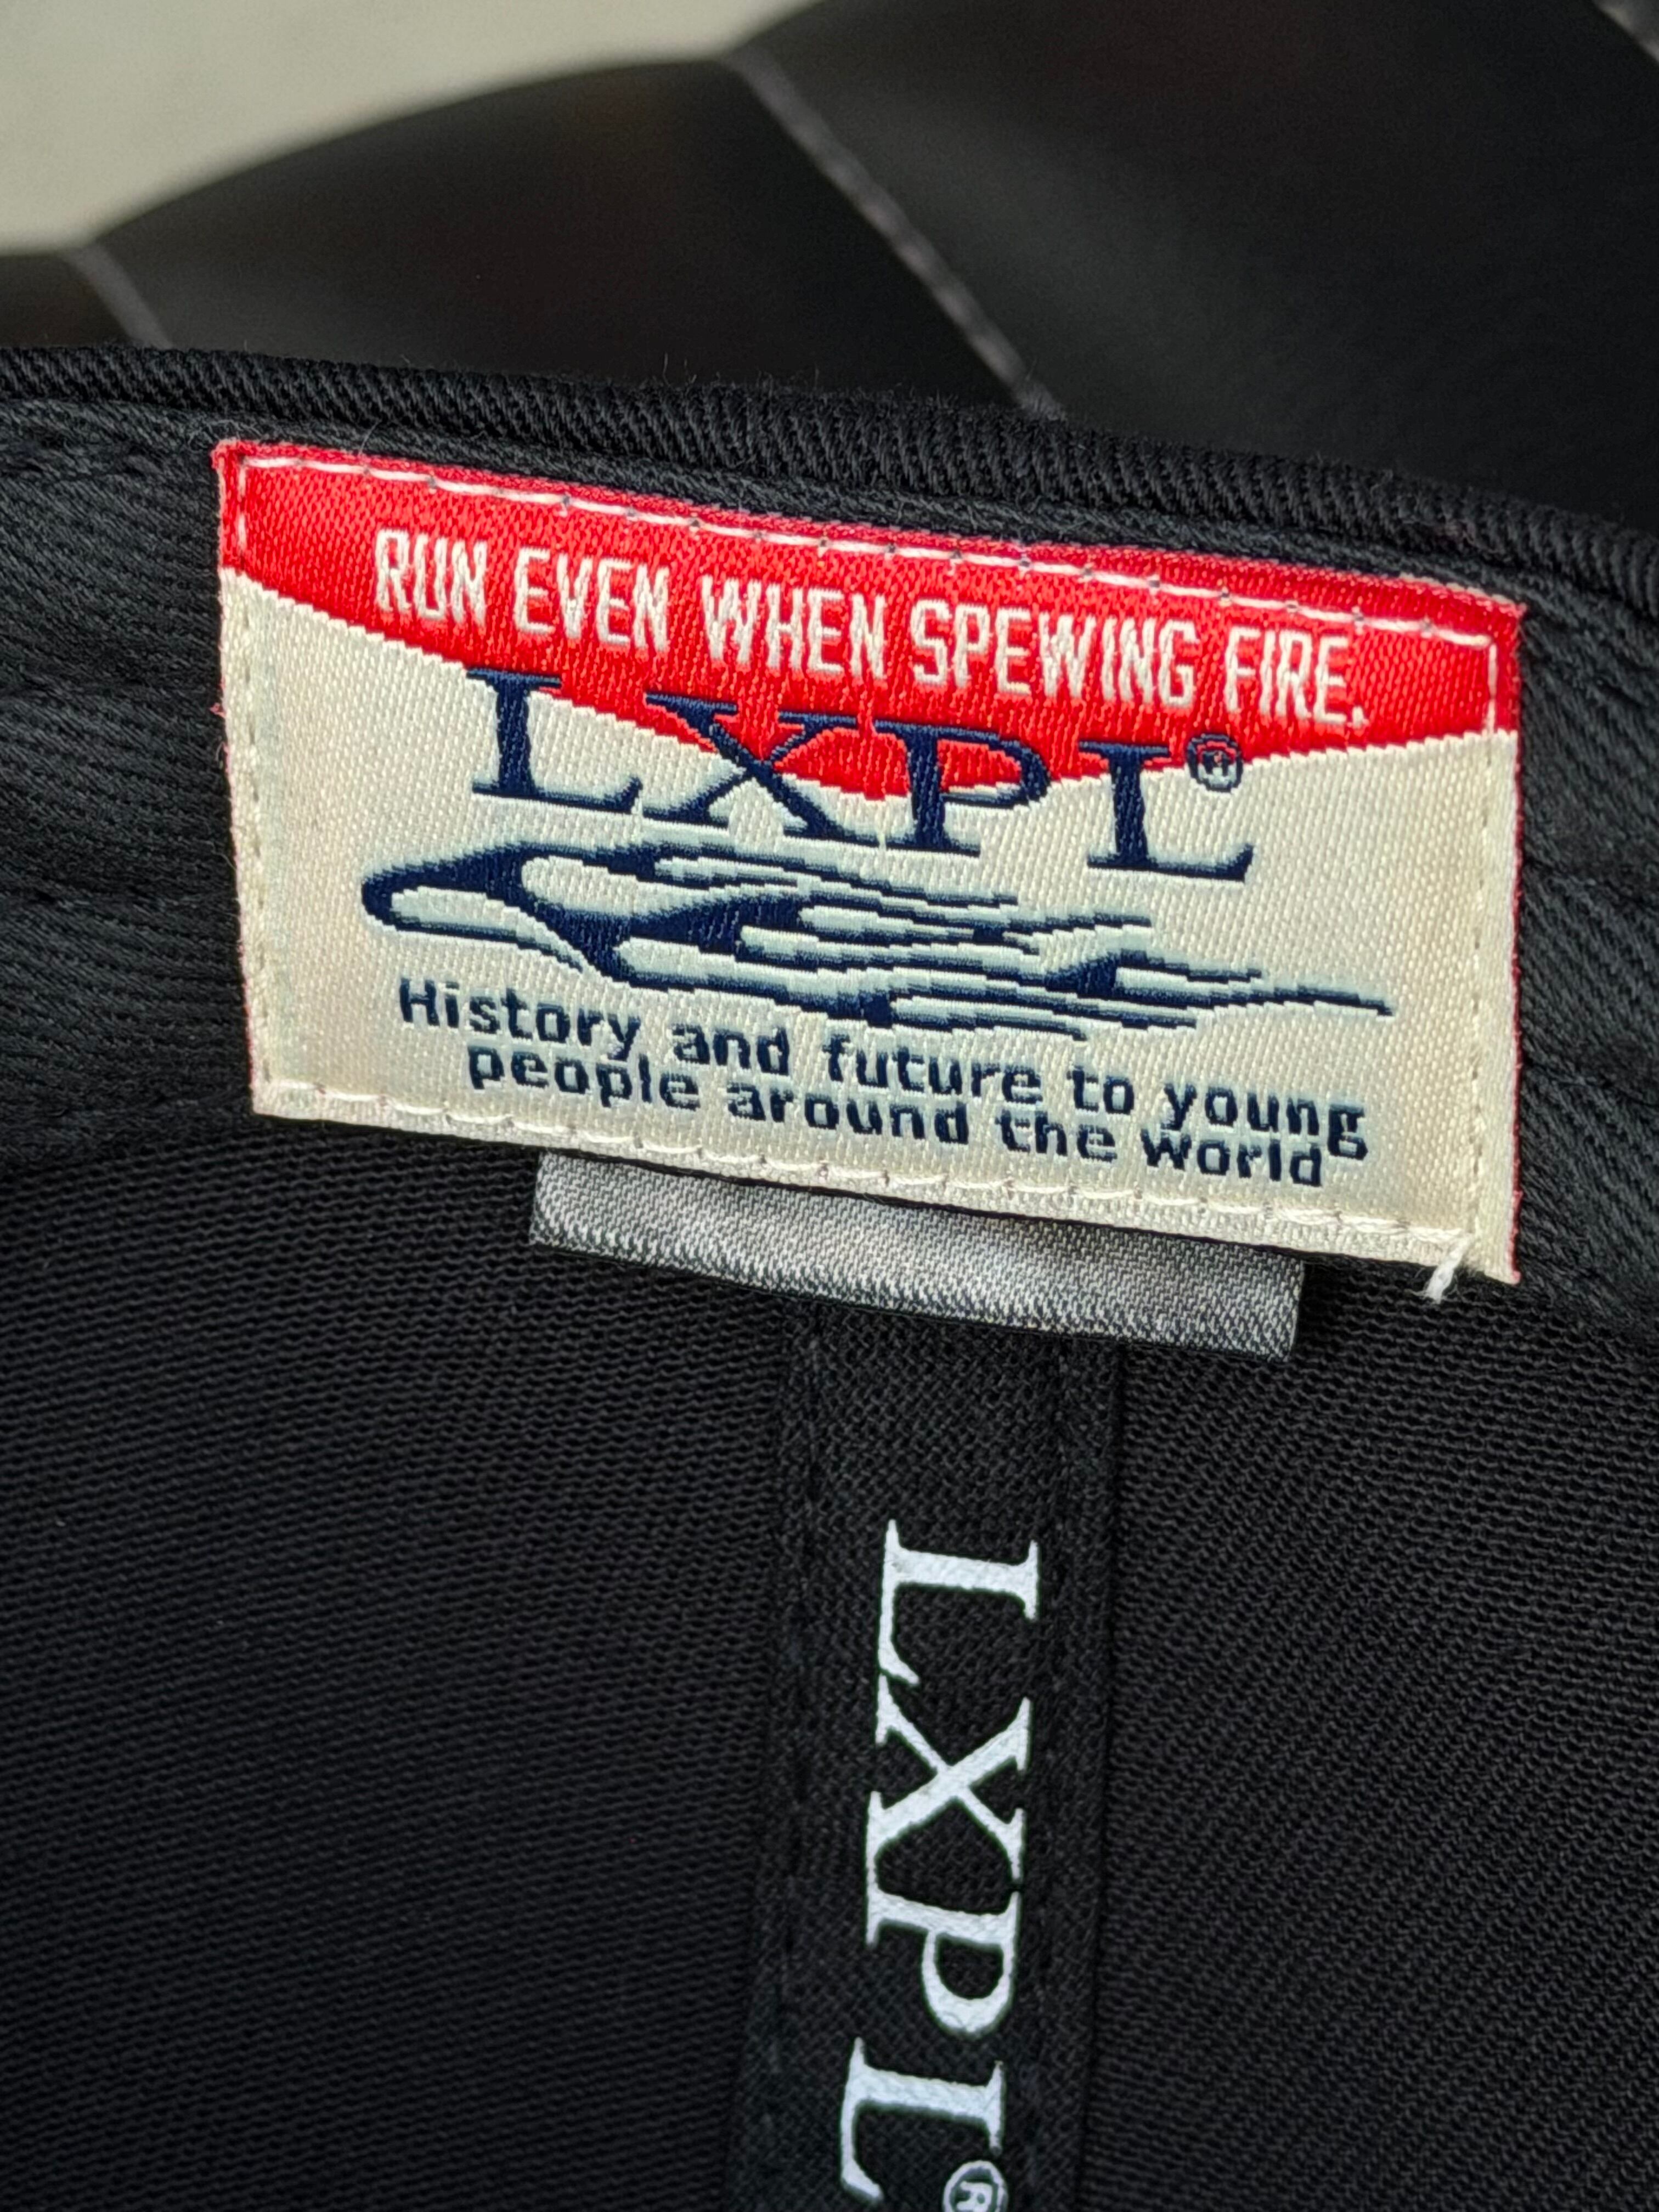 RUN EVEN WHEN SPEWING FIRE.
LXPL®
History and future to young
people around the world
LXPL®